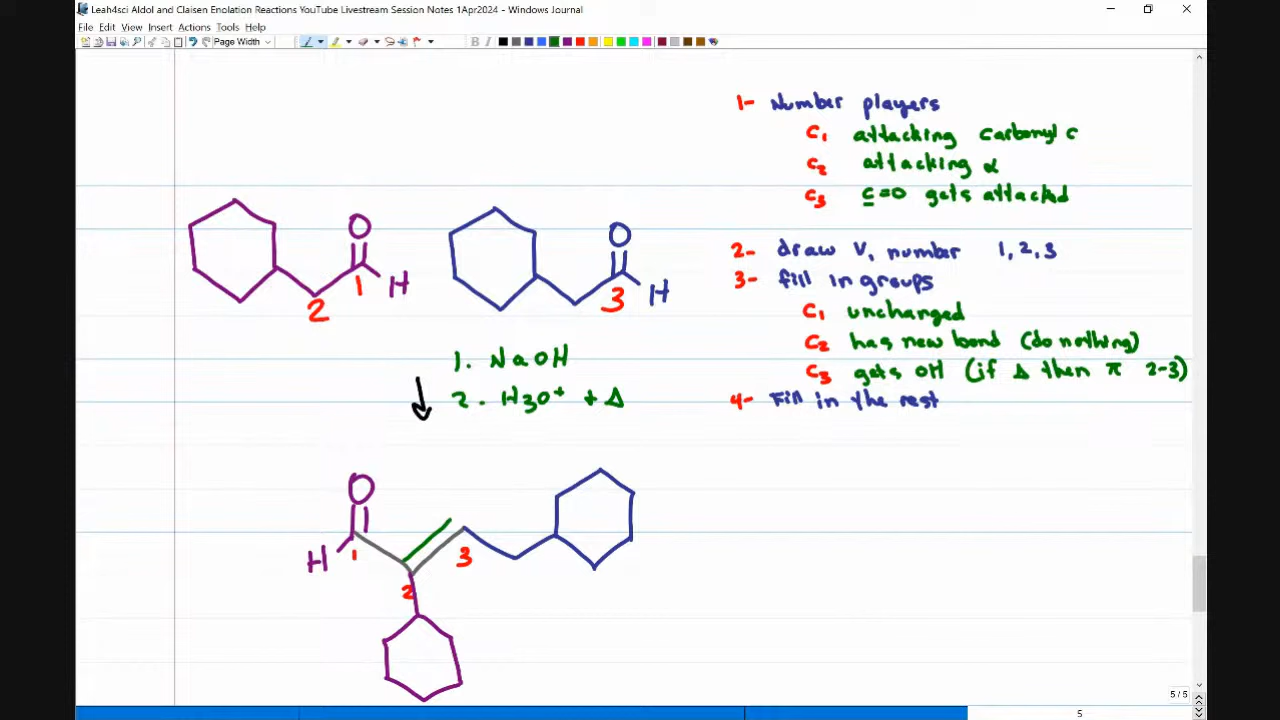 Leah4sci Aldol and Claisen Enolation Reactions YouTube Livestream Session Notes 1Apr2024 - Windows Journal
File Edit View Insert Actions Tools Help
Page Width
B I
1- Number players
C1 attacking carbonyl c
C2 attacking α
C3 C=O gets attacked
2- draw V, number 1, 2, 3
3- fill in groups
C1 uncharged
C2 has new bond (do nothing)
C3 gets OH (if Δ then π 2-3)
4- Fill in the rest
O
H
1
2
O
H
3
1. NaOH
2. H3O+ + Δ
O
H
1
2
3
5 / 5
5